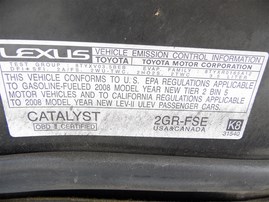 LEXUS VEHICLE EMISSION CONTROL INFORMATION
TOYOTA TOYOTA MOTOR CORPORATION
TEST GROUP
THIS VEHICLE CONFORMS TO U.S. EPA REGULATIONS APPLICABLE
TO GASOLINE-FUELED 2008 MODEL YEAR NEW TIER 2 BIN 5
MOTOR VEHICLES AND TO CALIFORNIA REGULATIONS APPLICABLE
TO 2008 MODEL YEAR NEW LEV-II ULEV PASSENGER CARS.
CATALYST 2GR-FSE K8
OBD II CERTIFIED USA&CANADA